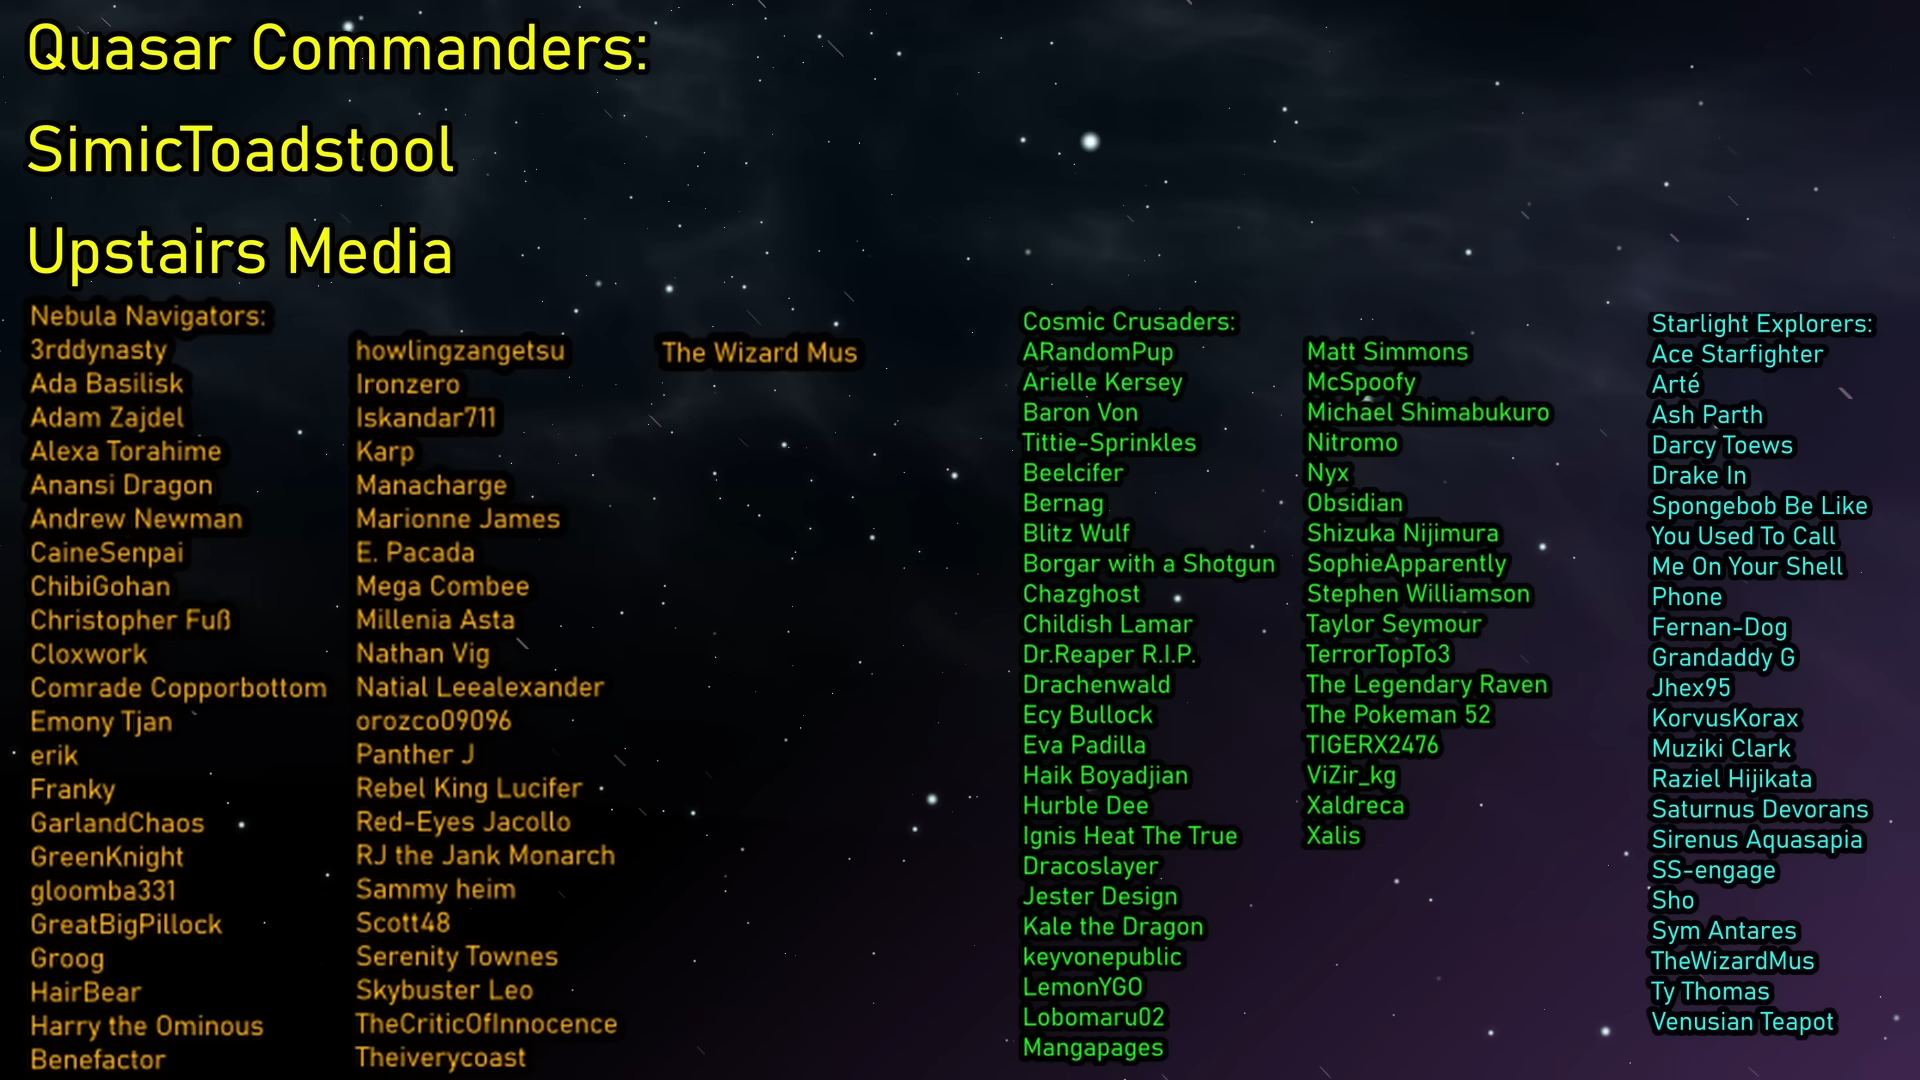 Quasar Commanders:
SimicToadstool
Upstairs Media
Nebula Navigators:
3rddynasty
Ada Basilisk
Adam Zajdel
Alexa Torahime
Anansi Dragon
Andrew Newman
CaineSenpai
ChibiGohan
Christopher Fuß
Cloxwork
Comrade Copporbottom
Emony Tjan
erik
Franky
GarlandChaos
GreenKnight
gloomba331
GreatBigPillock
Groog
HairBear
Harry the Ominous
Benefactor
howlingzangetsu
Ironzero
Iskandar711
Karp
Manacharge
Marionne James
E. Pacada
Mega Combee
Millenia Asta
Nathan Vig
Natial Leealexander
orozco09096
Panther J
Rebel King Lucifer
Red-Eyes Jacollo
RJ the Jank Monarch
Sammy heim
Scott48
Serenity Townes
Skybuster Leo
TheCriticOfInnocence
Theiverycoast
The Wizard Mus
Cosmic Crusaders:
ARandomPup
Arielle Kersey
Baron Von
Tittie-Sprinkles
Beelcifer
Bernag
Blitz Wulf
Borgar with a Shotgun
Chazghost
Childish Lamar
Dr.Reaper R.I.P.
Drachenwald
Ecy Bullock
Eva Padilla
Haik Boyadjian
Hurble Dee
Ignis Heat The True
Dracoslayer
Jester Design
Kale the Dragon
keyvonepublic
LemonYGO
Lobomaru02
Mangapages
Matt Simmons
McSpoofy
Michael Shimabukuro
Nitromo
Nyx
Obsidian
Shizuka Nijimura
SophieApparently
Stephen Williamson
Taylor Seymour
TerrorTopTo3
The Legendary Raven
The Pokeman 52
TIGERX2476
ViZir_kg
Xaldreca
Xalis
Starlight Explorers:
Ace Starfighter
Arté
Ash Parth
Darcy Toews
Drake In
Spongebob Be Like
You Used To Call
Me On Your Shell
Phone
Fernan-Dog
Grandaddy G
Jhex95
KorvusKorax
Muziki Clark
Raziel Hijikata
Saturnus Devorans
Sirenus Aquasapia
SS-engage
Sho
Sym Antares
TheWizardMus
Ty Thomas
Venusian Teapot